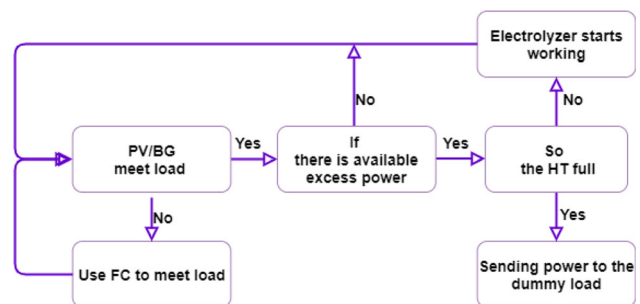 Electrolyzer starts
working
No
No
PV/BG
meet load
Yes
If
there is available
excess power
Yes
So
the HT full
No
Yes
Use FC to meet load
Sending power to the
dummy load